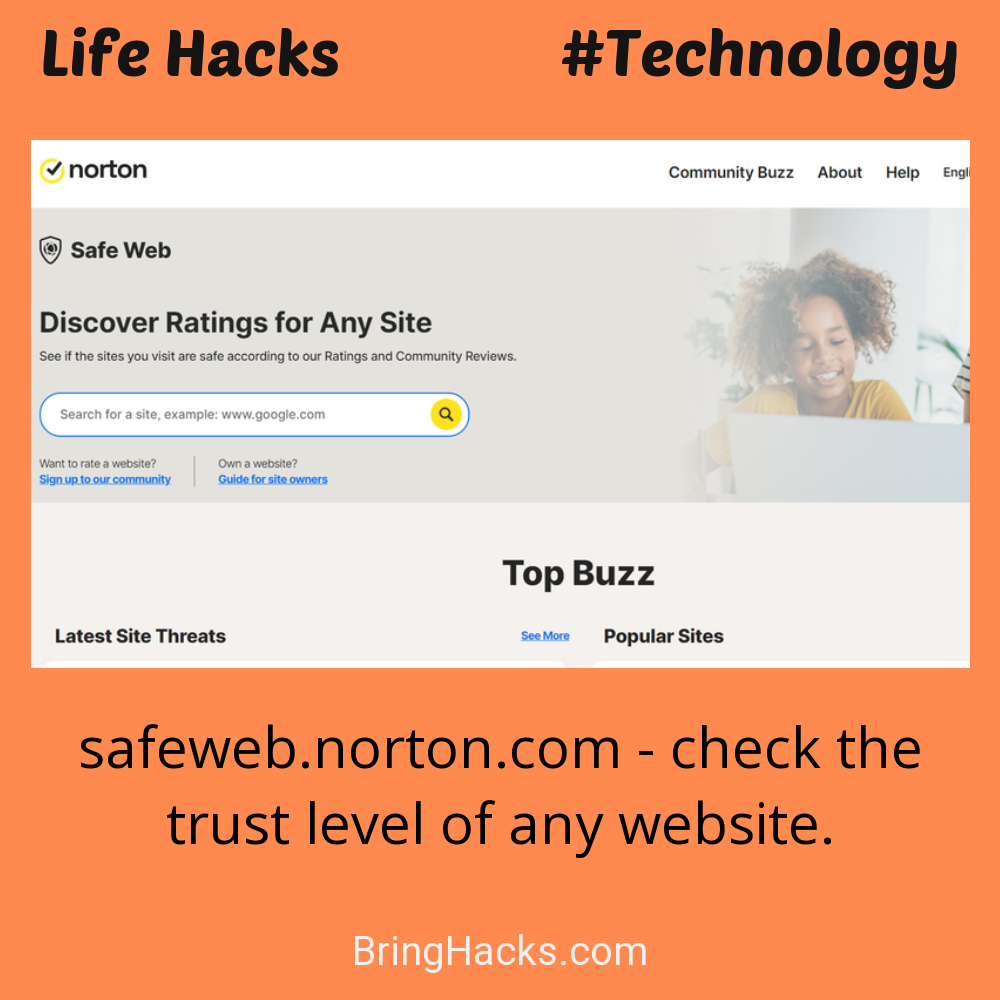 Life Hacks #Technology
norton
Community Buzz About Help Engli
Safe Web
Discover Ratings for Any Site
See if the sites you visit are safe according to our Ratings and Community Reviews.
Search for a site, example: www.google.com
Want to rate a website? Own a website?
Sign up to our community Guide for site owners
Top Buzz
Latest Site Threats See More Popular Sites
safeweb.norton.com - check the
trust level of any website.
BringHacks.com